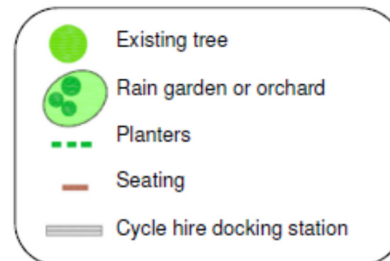 Existing tree
Rain garden or orchard
Planters
Seating
Cycle hire docking station